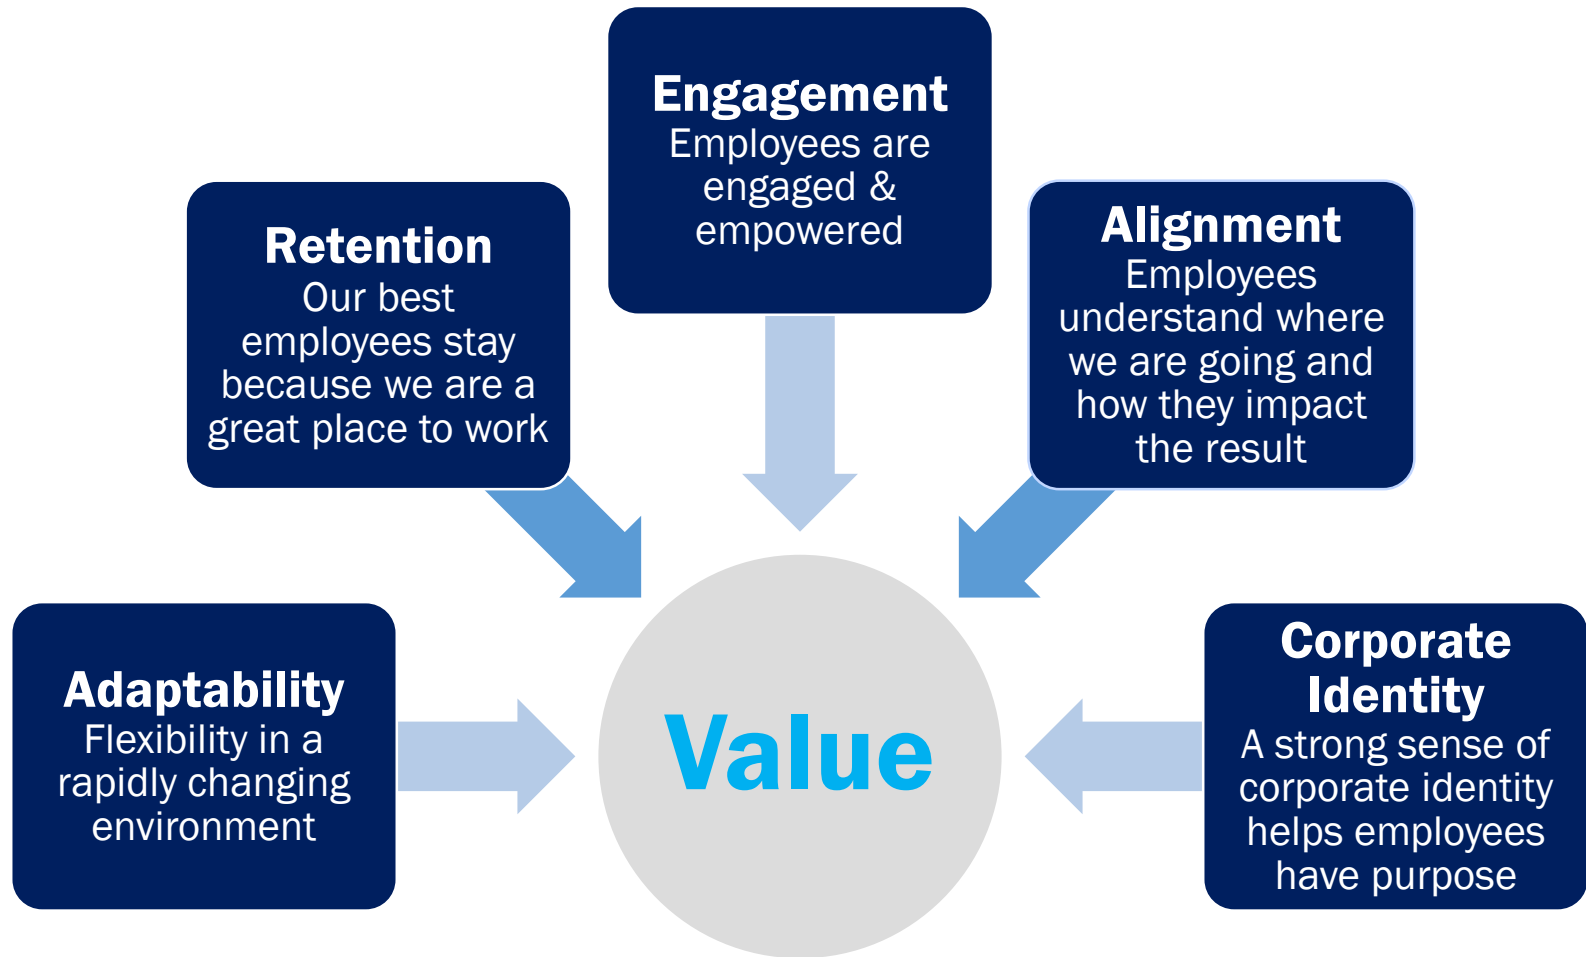 Engagement
Employees are
engaged &
empowered
Retention
Our best
employees stay
because we are a
great place to work
Alignment
Employees
understand where
we are going and
how they impact
the result
Adaptability
Flexibility in a
rapidly changing
environment
Value
Corporate
Identity
A strong sense of
corporate identity
helps employees
have purpose